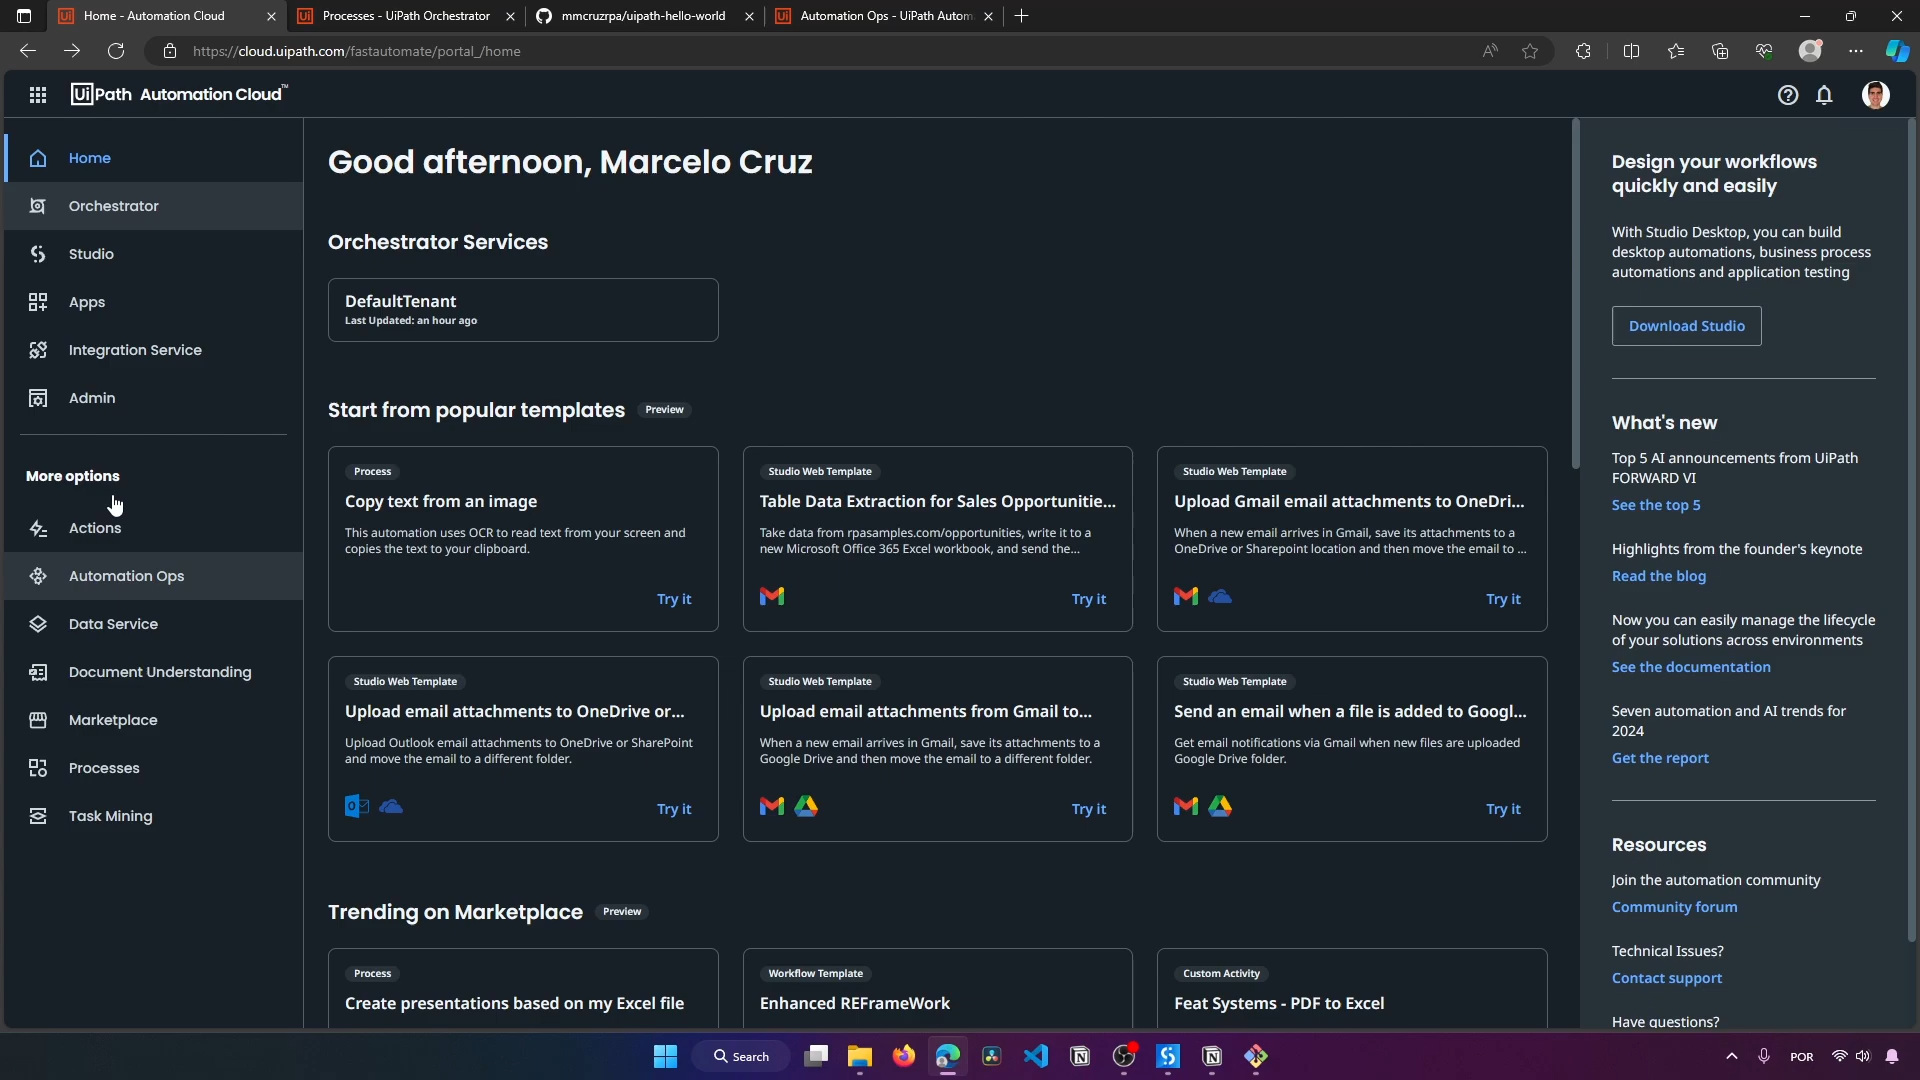 Home - Automation Cloud
Processes - UiPath Orchestrator
mmcruzrpa/uipath-hello-world
Automation Ops - UiPath Autom
https://cloud.uipath.com/fastautomate/portal_/home
UiPath Automation Cloud™
Home
Orchestrator
Studio
Apps
Integration Service
Admin
More options
Actions
Automation Ops
Data Service
Document Understanding
Marketplace
Processes
Task Mining
Good afternoon, Marcelo Cruz
Orchestrator Services
DefaultTenant
Last Updated: an hour ago
Start from popular templates Preview
Process
Copy text from an image
This automation uses OCR to read text from your screen and
copies the text to your clipboard.
Try it
Studio Web Template
Table Data Extraction for Sales Opportunitie...
Take data from rpasamples.com/opportunities, write it to a
new Microsoft Office 365 Excel workbook, and send the...
Try it
Studio Web Template
Upload Gmail email attachments to OneDri...
When a new email arrives in Gmail, save its attachments to a
OneDrive or Sharepoint location and then move the email to ...
Try it
Studio Web Template
Upload email attachments to OneDrive or...
Upload Outlook email attachments to OneDrive or SharePoint
and move the email to a different folder.
Try it
Studio Web Template
Upload email attachments from Gmail to...
When a new email arrives in Gmail, save its attachments to a
Google Drive and then move the email to a different folder.
Try it
Studio Web Template
Send an email when a file is added to Googl...
Get email notifications via Gmail when new files are uploaded
Google Drive folder.
Try it
Trending on Marketplace Preview
Process
Create presentations based on my Excel file
Workflow Template
Enhanced REFrameWork
Custom Activity
Feat Systems - PDF to Excel
Design your workflows
quickly and easily
With Studio Desktop, you can build
desktop automations, business process
automations and application testing
Download Studio
What's new
Top 5 AI announcements from UiPath
FORWARD VI
See the top 5
Highlights from the founder's keynote
Read the blog
Now you can easily manage the lifecycle
of your solutions across environments
See the documentation
Seven automation and AI trends for
2024
Get the report
Resources
Join the automation community
Community forum
Technical Issues?
Contact support
Have questions?
Search
POR